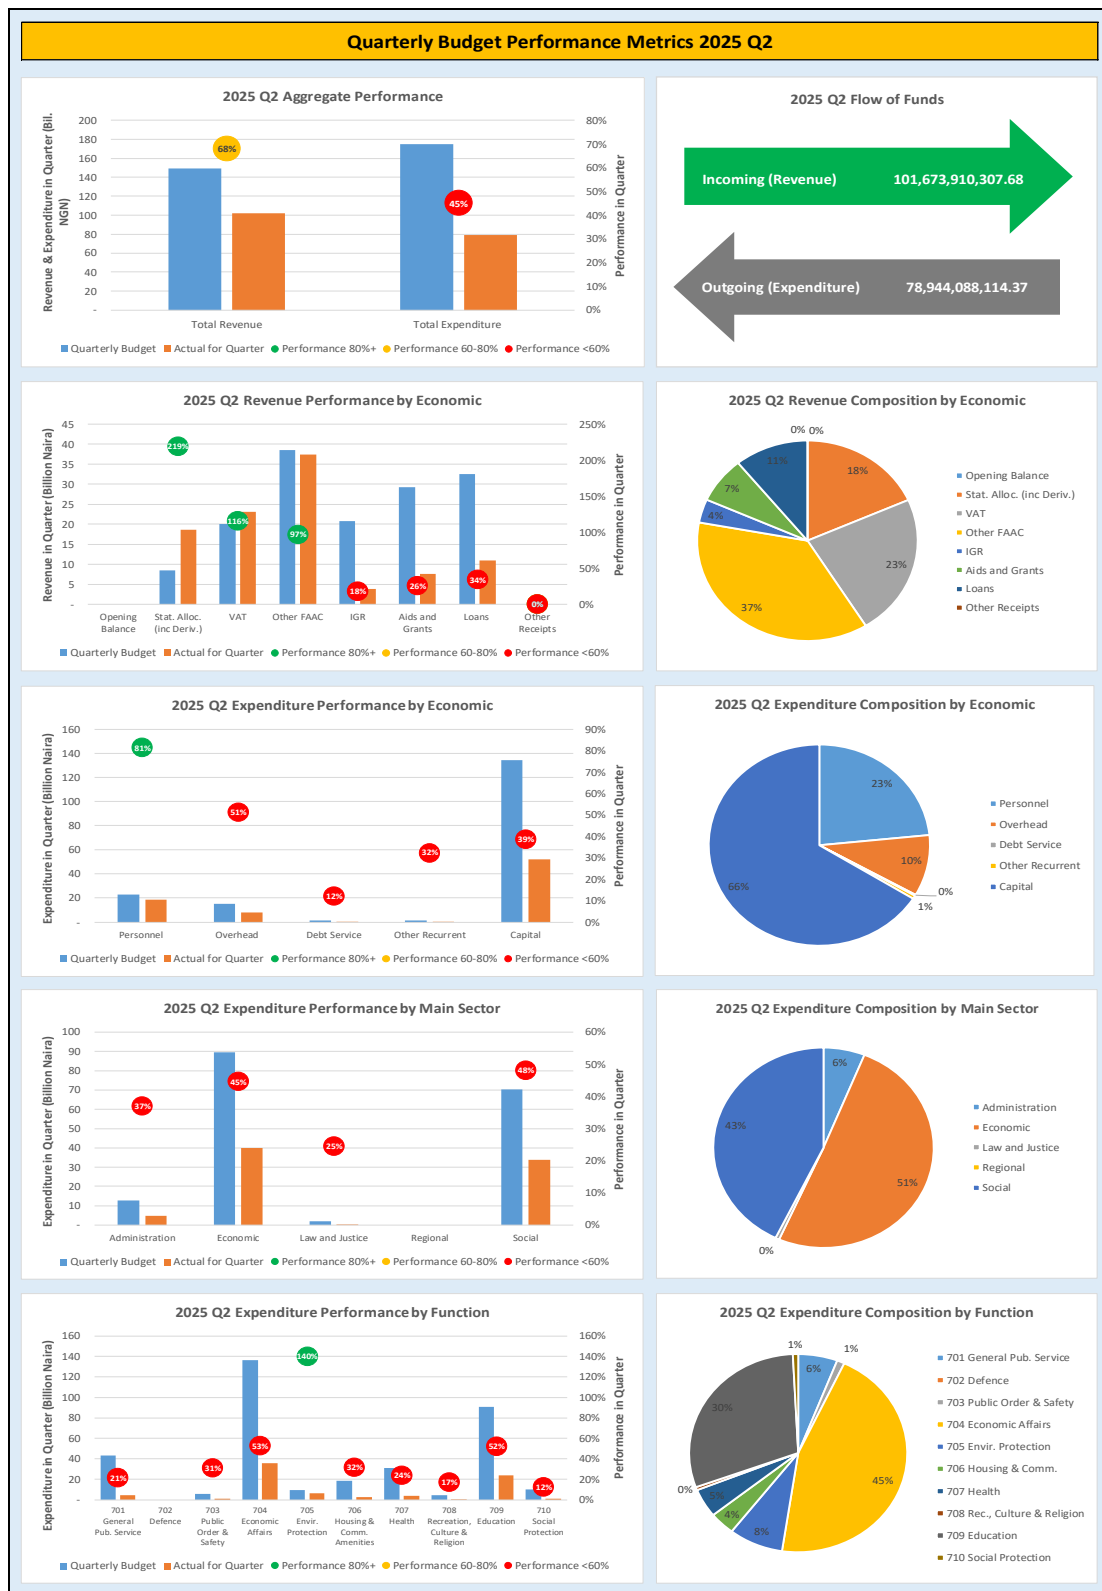 Quarterly Budget Performance Metrics 2025 Q2
2025 Q2 Aggregate Performance
Revenue & Expenditure in Quarter (Bil. NGN)
200
180
160
140
120
100
80
60
40
20
-
80%
70%
60%
50%
40%
30%
20%
10%
0%
Performance in Quarter
68%
45%
Total Revenue
Total Expenditure
Quarterly Budget
Actual for Quarter
Performance 80%+
Performance 60-80%
Performance <60%
2025 Q2 Flow of Funds
Incoming (Revenue) 101,673,910,307.68
Outgoing (Expenditure) 78,944,088,114.37
2025 Q2 Revenue Performance by Economic
Revenue in Quarter (Billion Naira)
45
40
35
30
25
20
15
10
5
-
250%
200%
150%
100%
50%
0%
Performance in Quarter
219%
116%
97%
18%
26%
34%
0%
Opening Balance
Stat. Alloc. (inc Deriv.)
VAT
Other FAAC
IGR
Aids and Grants
Loans
Other Receipts
Quarterly Budget
Actual for Quarter
Performance 80%+
Performance 60-80%
Performance <60%
2025 Q2 Revenue Composition by Economic
0% 0%
18%
23%
37%
4%
7%
11%
Opening Balance
Stat. Alloc. (inc Deriv.)
VAT
Other FAAC
IGR
Aids and Grants
Loans
Other Receipts
2025 Q2 Expenditure Performance by Economic
Expenditure in Quarter (Billion Naira)
160
140
120
100
80
60
40
20
-
90%
80%
70%
60%
50%
40%
30%
20%
10%
0%
Performance in Quarter
81%
51%
12%
32%
39%
Personnel
Overhead
Debt Service
Other Recurrent
Capital
Quarterly Budget
Actual for Quarter
Performance 80%+
Performance 60-80%
Performance <60%
2025 Q2 Expenditure Composition by Economic
23%
10%
0%
1%
66%
Personnel
Overhead
Debt Service
Other Recurrent
Capital
2025 Q2 Expenditure Performance by Main Sector
Expenditure in Quarter (Billion Naira)
100
90
80
70
60
50
40
30
20
10
-
60%
50%
40%
30%
20%
10%
0%
Performance in Quarter
37%
45%
25%
48%
Administration
Economic
Law and Justice
Regional
Social
Quarterly Budget
Actual for Quarter
Performance 80%+
Performance 60-80%
Performance <60%
2025 Q2 Expenditure Composition by Main Sector
6%
51%
0%
43%
Administration
Economic
Law and Justice
Regional
Social
2025 Q2 Expenditure Performance by Function
Expenditure in Quarter (Billion Naira)
160
140
120
100
80
60
40
20
-
160%
140%
120%
100%
80%
60%
40%
20%
0%
Performance in Quarter
21%
31%
53%
140%
32%
24%
17%
52%
12%
701 General Pub. Service
702 Defence
703 Public Order & Safety
704 Economic Affairs
705 Envir. Protection
706 Housing & Comm. Amenities
707 Health
708 Recreation, Culture & Religion
709 Education
710 Social Protection
Quarterly Budget
Actual for Quarter
Performance 80%+
Performance 60-80%
Performance <60%
2025 Q2 Expenditure Composition by Function
1%
6%
1%
45%
8%
4%
5%
0%
30%
701 General Pub. Service
702 Defence
703 Public Order & Safety
704 Economic Affairs
705 Envir. Protection
706 Housing & Comm.
707 Health
708 Rec., Culture & Religion
709 Education
710 Social Protection